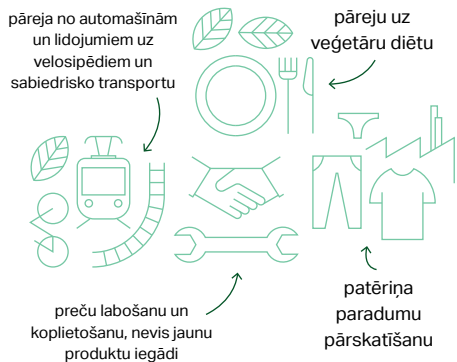 pāreja no automašīnām
un lidojumiem uz
velosipēdiem un
sabiedrisko transportu
pāreju uz
veģetāru diētu
preču labošanu un
koplietošanu, nevis jaunu
produktu iegādi
patēriņa
paradumu
pārskatīšanu